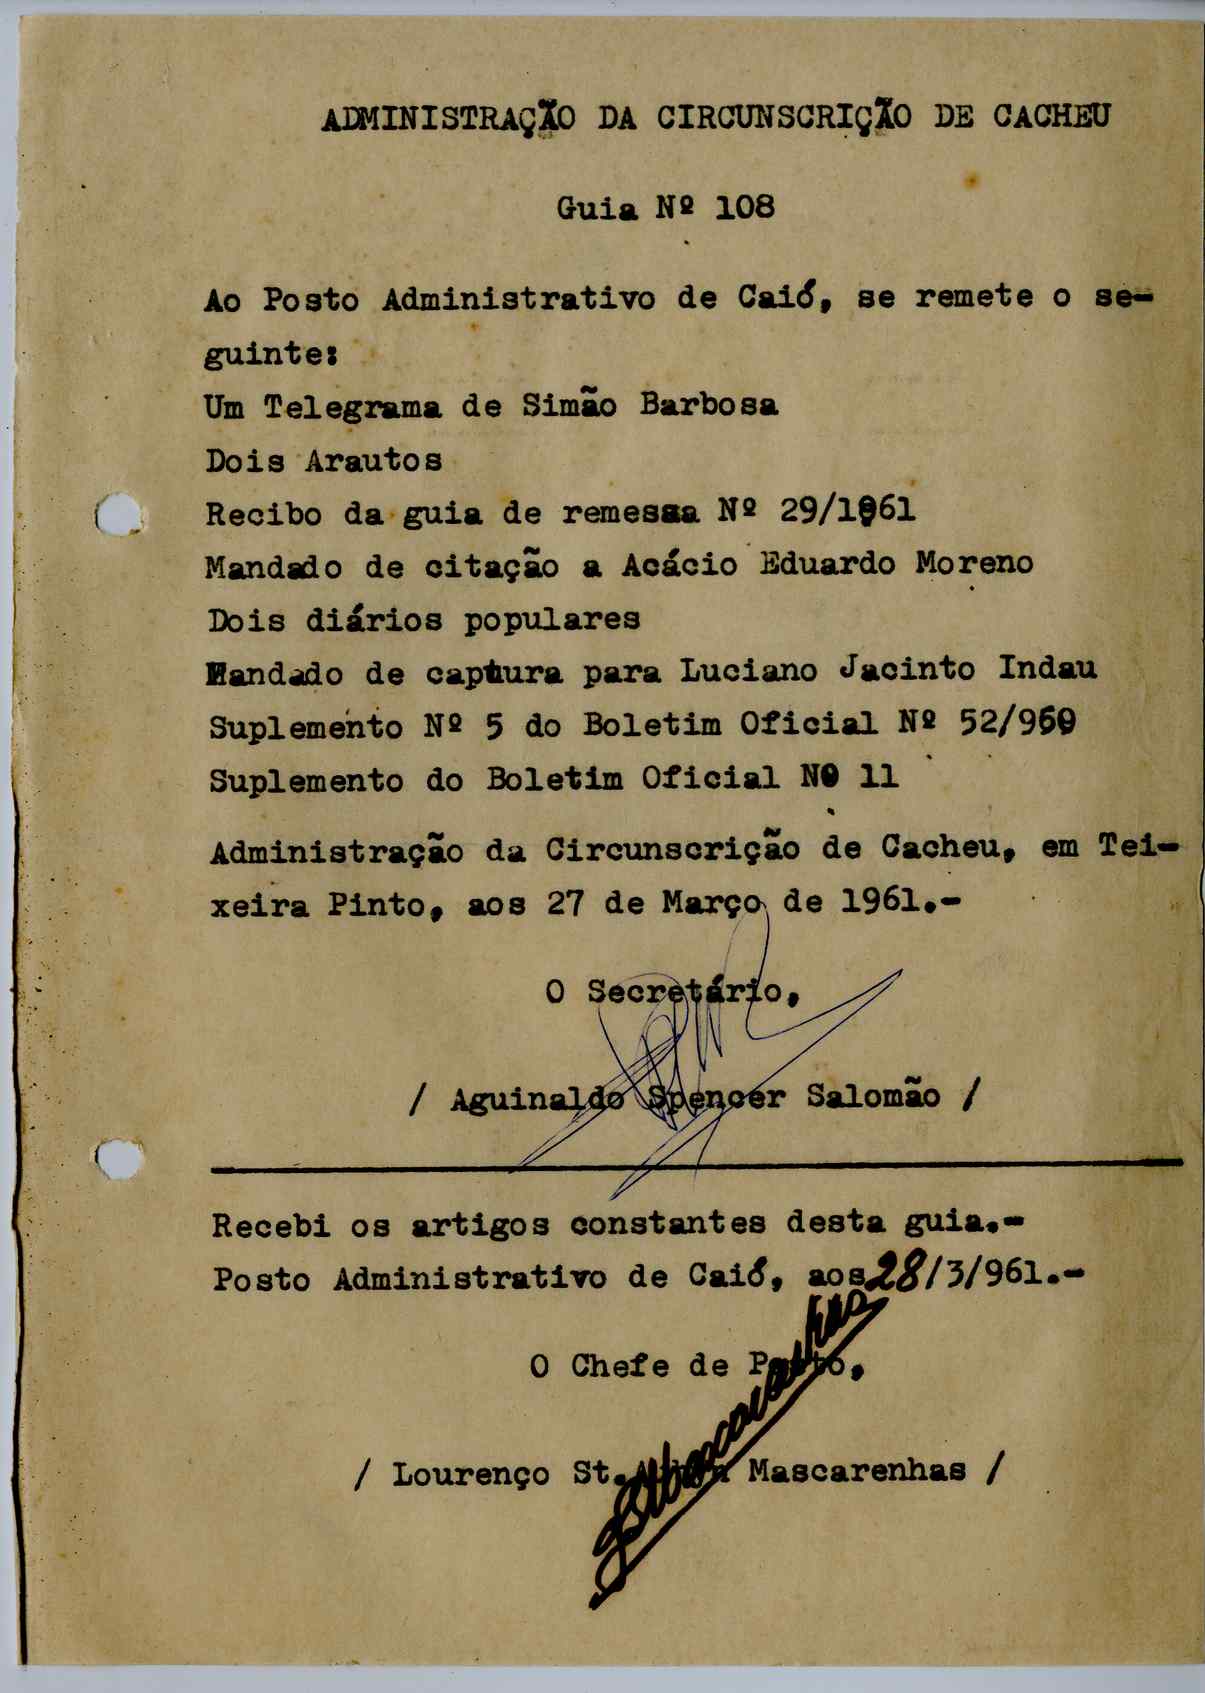 ADMINISTRAÇÃO DA CIRCUNSCRIÇÃO DE CACHEU
Guia Nº 108
Ao Posto Administrativo de Caió, se remete o se-
guinte:
Um Telegrama de Simão Barbosa
Dois Arautos
Recibo da guia de remessa Nº 29/1961
Mandado de citação a Acácio Eduardo Moreno
Dois diários populares
Mandado de captura para Luciano Jacinto Indau
Suplemento Nº 5 do Boletim Oficial Nº 52/960
Suplemento do Boletim Oficial Nº 11
Administração da Circunscrição de Cacheu, em Tei-
xeira Pinto, aos 27 de Março de 1961.-
O Secretário,
/ Aguinaldo Spencer Salomão /
Recebi os artigos constantes desta guia.-
Posto Administrativo de Caió, aos 28/3/961.-
O Chefe de Posto,
/ Lourenço St. Mascarenhas /